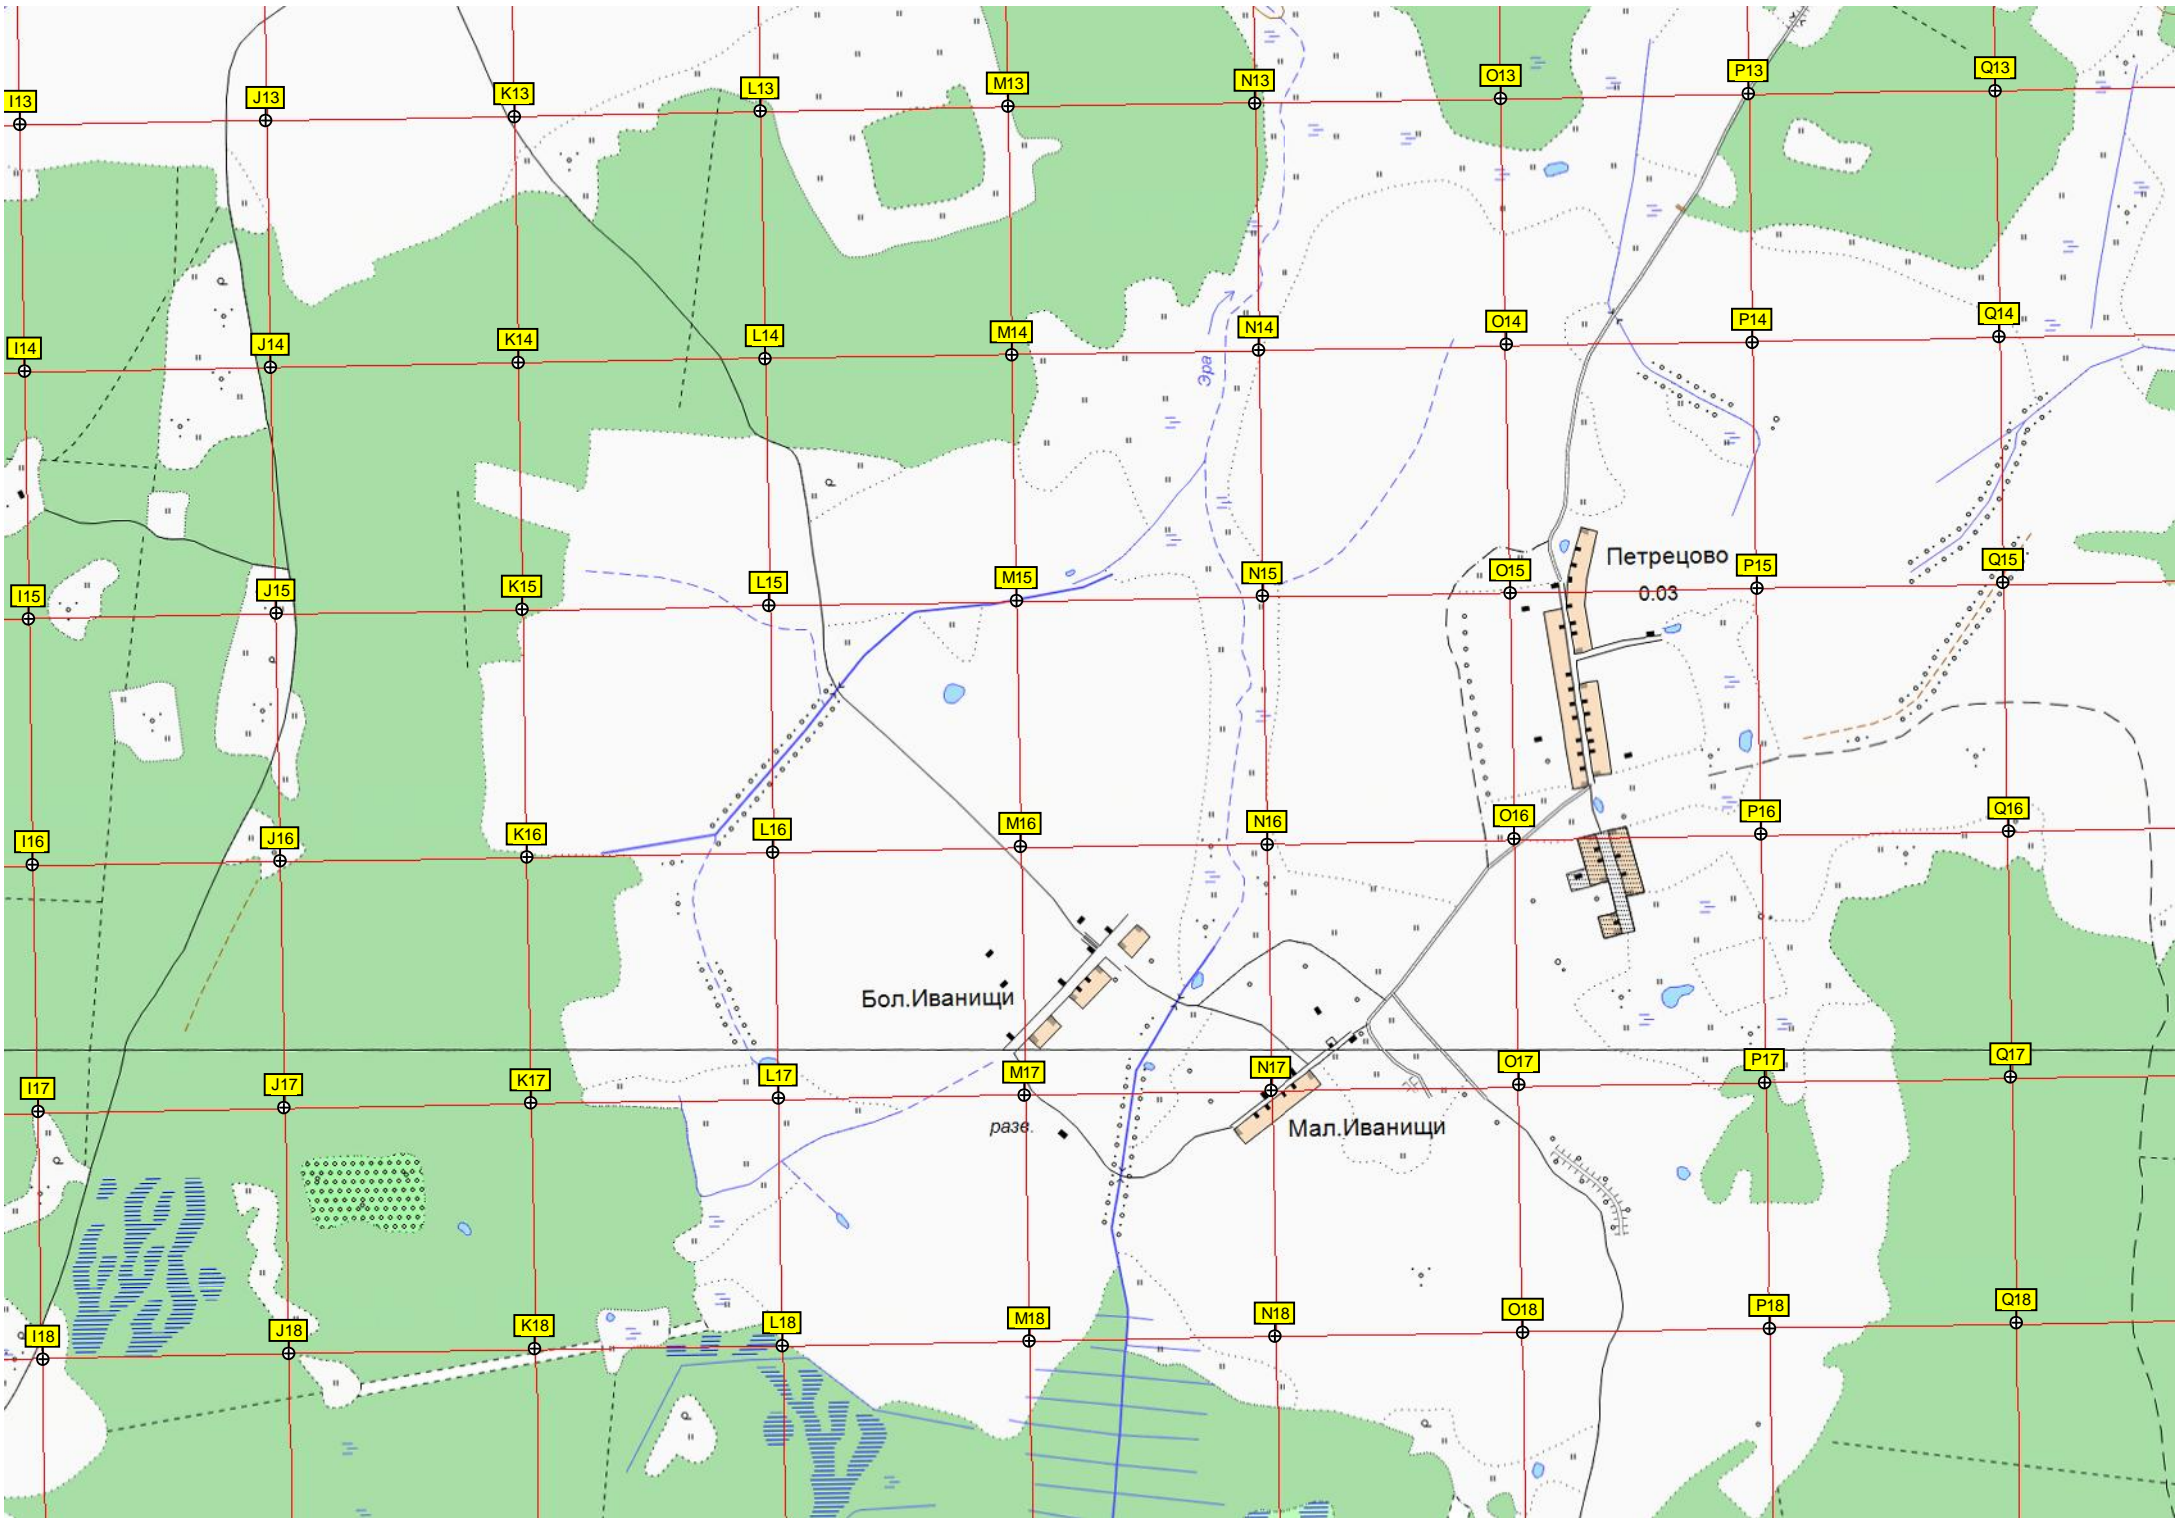 I13 J13 K13 L13 M13 N13 O13 P13 Q13
I14 J14 K14 L14 M14 N14 O14 P14 Q14
Эра
Петрецово
0.03
I15 J15 K15 L15 M15 N15 O15 P15 Q15
I16 J16 K16 L16 M16 N16 O16 P16 Q16
Бол.Иванищи
I17 J17 K17 L17 M17 N17 O17 P17 Q17
разв.
Мал.Иванищи
I18 J18 K18 L18 M18 N18 O18 P18 Q18